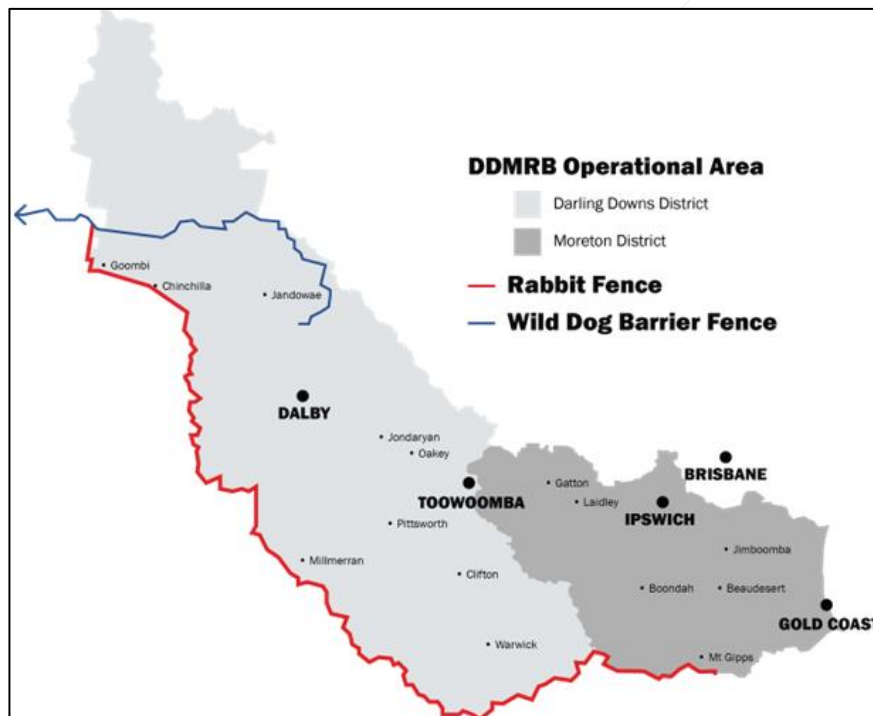 DDMRB Operational Area
Darling Downs District
Moreton District
Rabbit Fence
Wild Dog Barrier Fence
Goombi
Chinchilla
Jandowae
DALBY
Jondaryan
Oakey
TOOWOOMBA
Gatton
Laidley
BRISBANE
IPSWICH
Pittsworth
Jimboomba
Millmerran
Clifton
Boondah
Beaudesert
GOLD COAST
Warwick
Mt Gipps